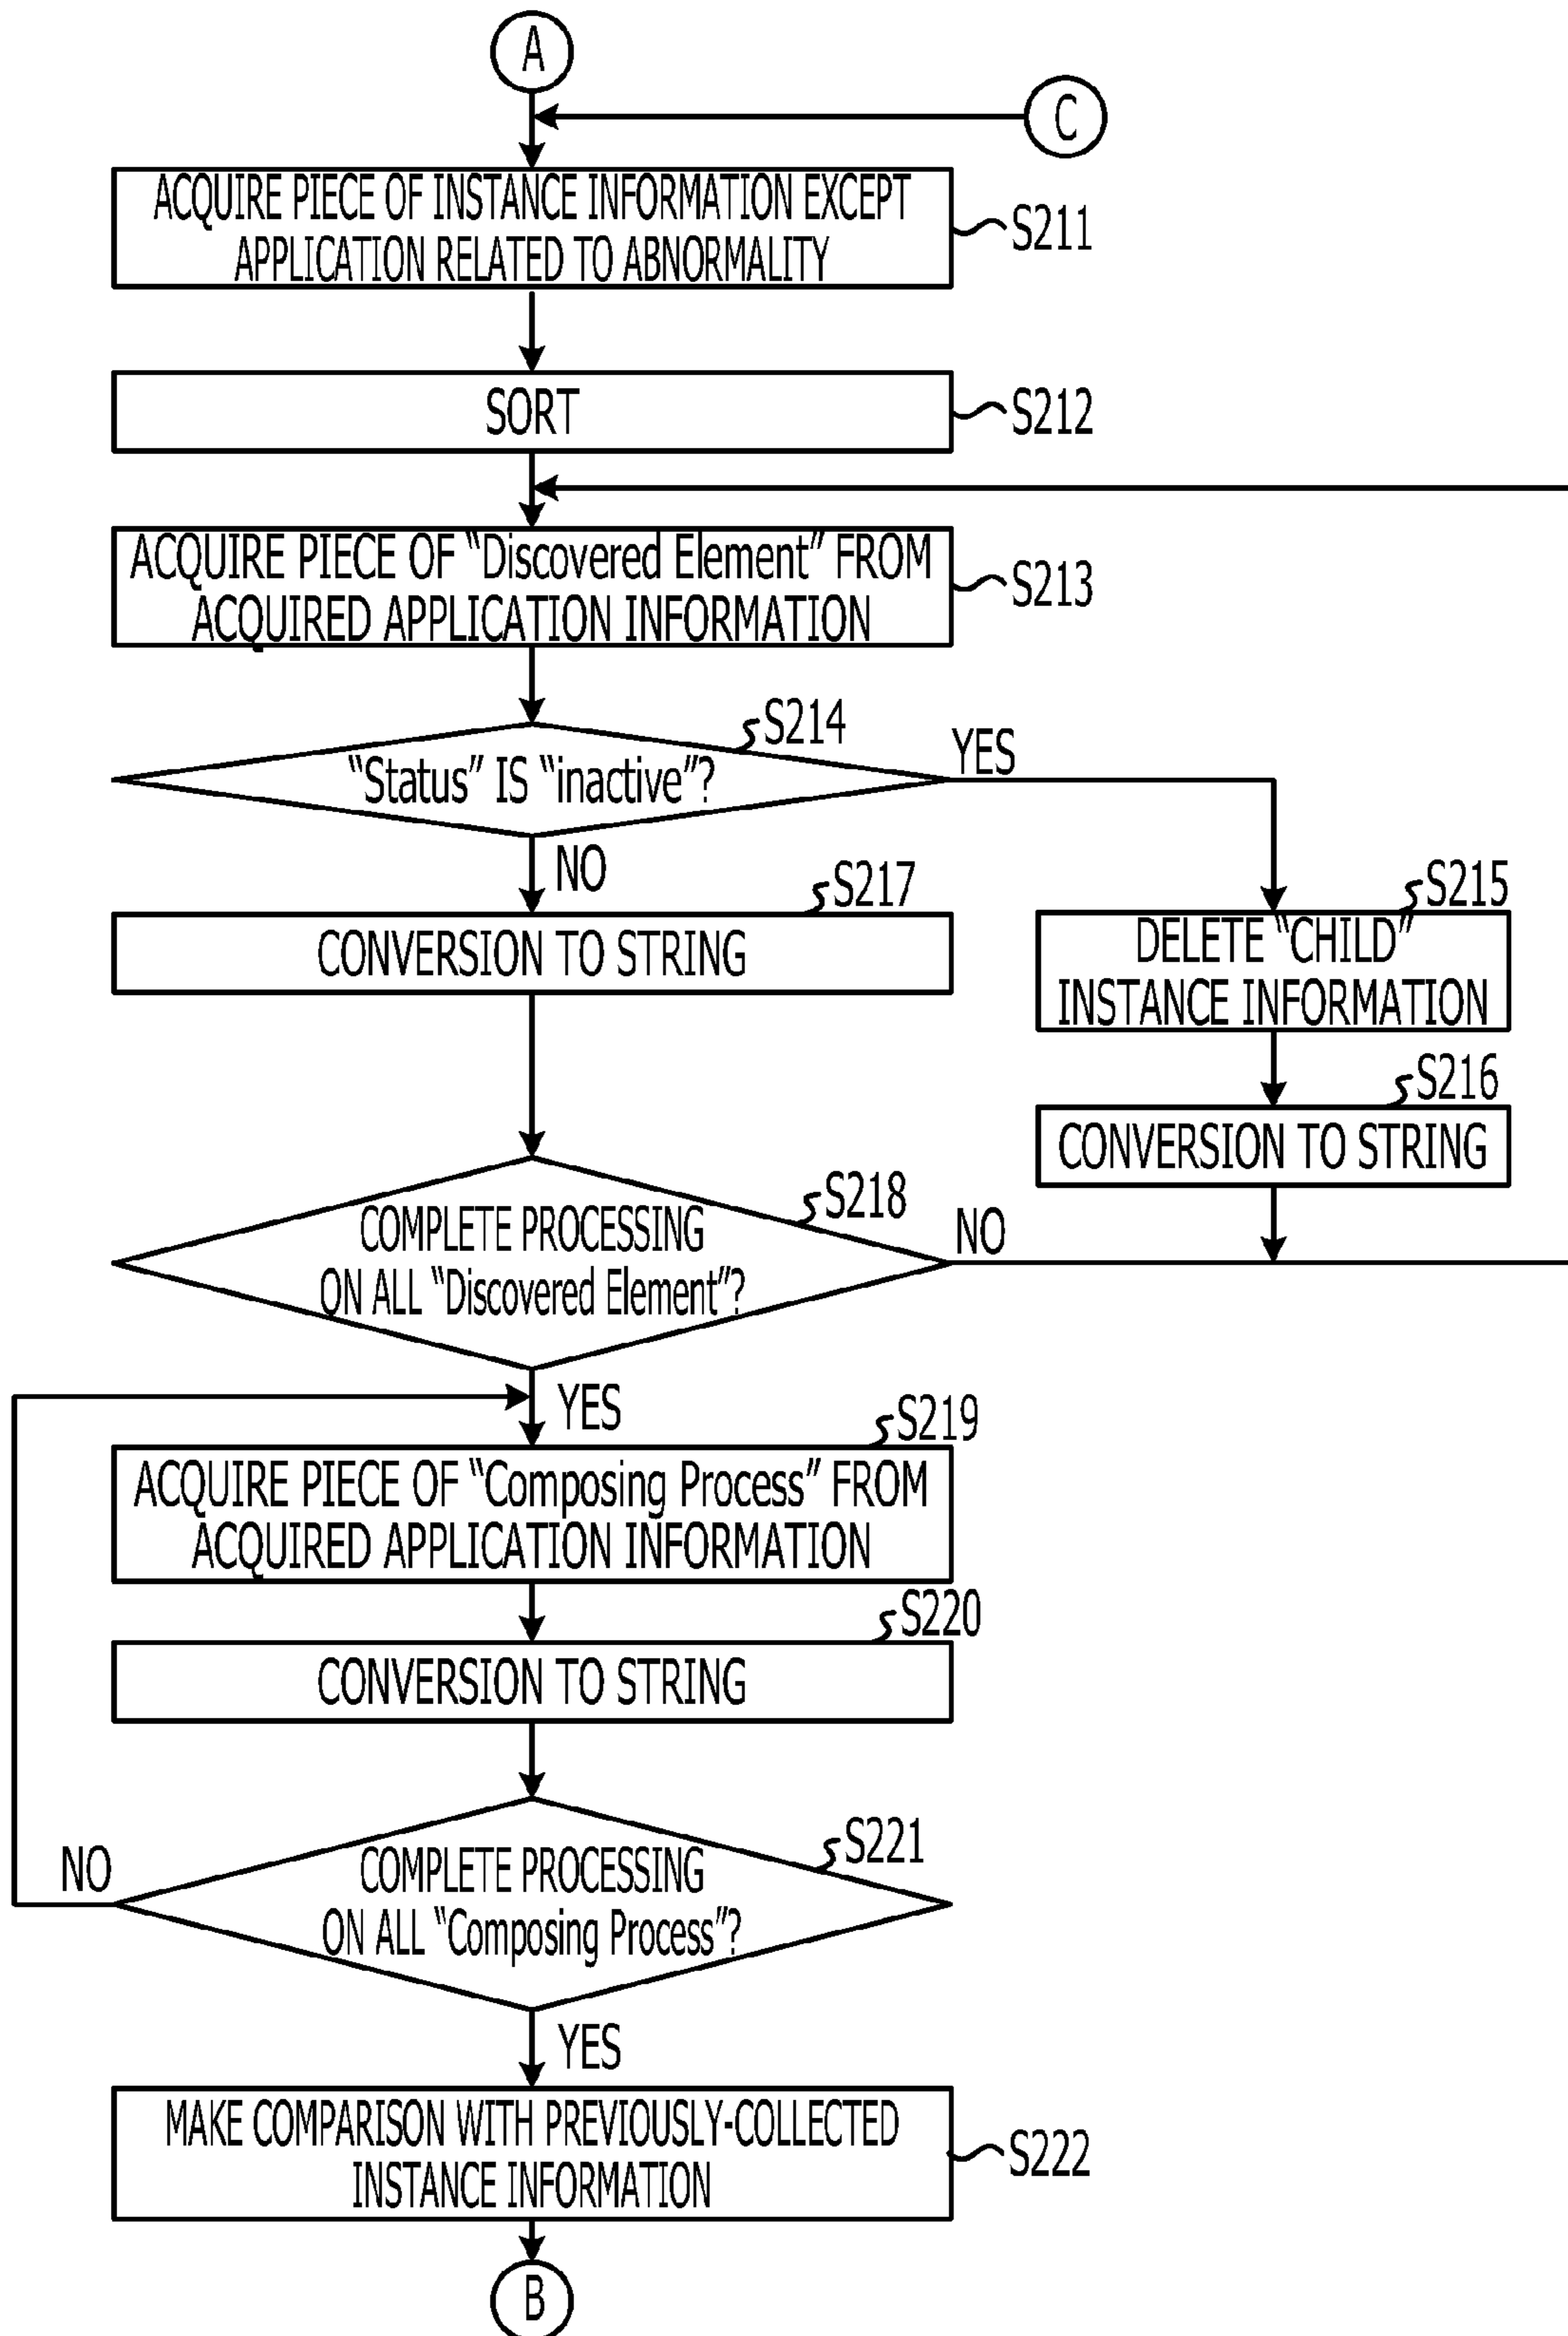 A
C
ACQUIRE PIECE OF INSTANCE INFORMATION EXCEPT
APPLICATION RELATED TO ABNORMALITY
S211
SORT
S212
ACQUIRE PIECE OF “Discovered Element” FROM
ACQUIRED APPLICATION INFORMATION
S213
S214
“Status” IS “inactive”?
YES
NO
S217
CONVERSION TO STRING
S215
DELETE “CHILD”
INSTANCE INFORMATION
S216
CONVERSION TO STRING
S218
COMPLETE PROCESSING
ON ALL “Discovered Element”?
NO
YES
S219
ACQUIRE PIECE OF “Composing Process” FROM
ACQUIRED APPLICATION INFORMATION
S220
CONVERSION TO STRING
S221
COMPLETE PROCESSING
ON ALL “Composing Process”?
NO
YES
MAKE COMPARISON WITH PREVIOUSLY-COLLECTED
INSTANCE INFORMATION
S222
B